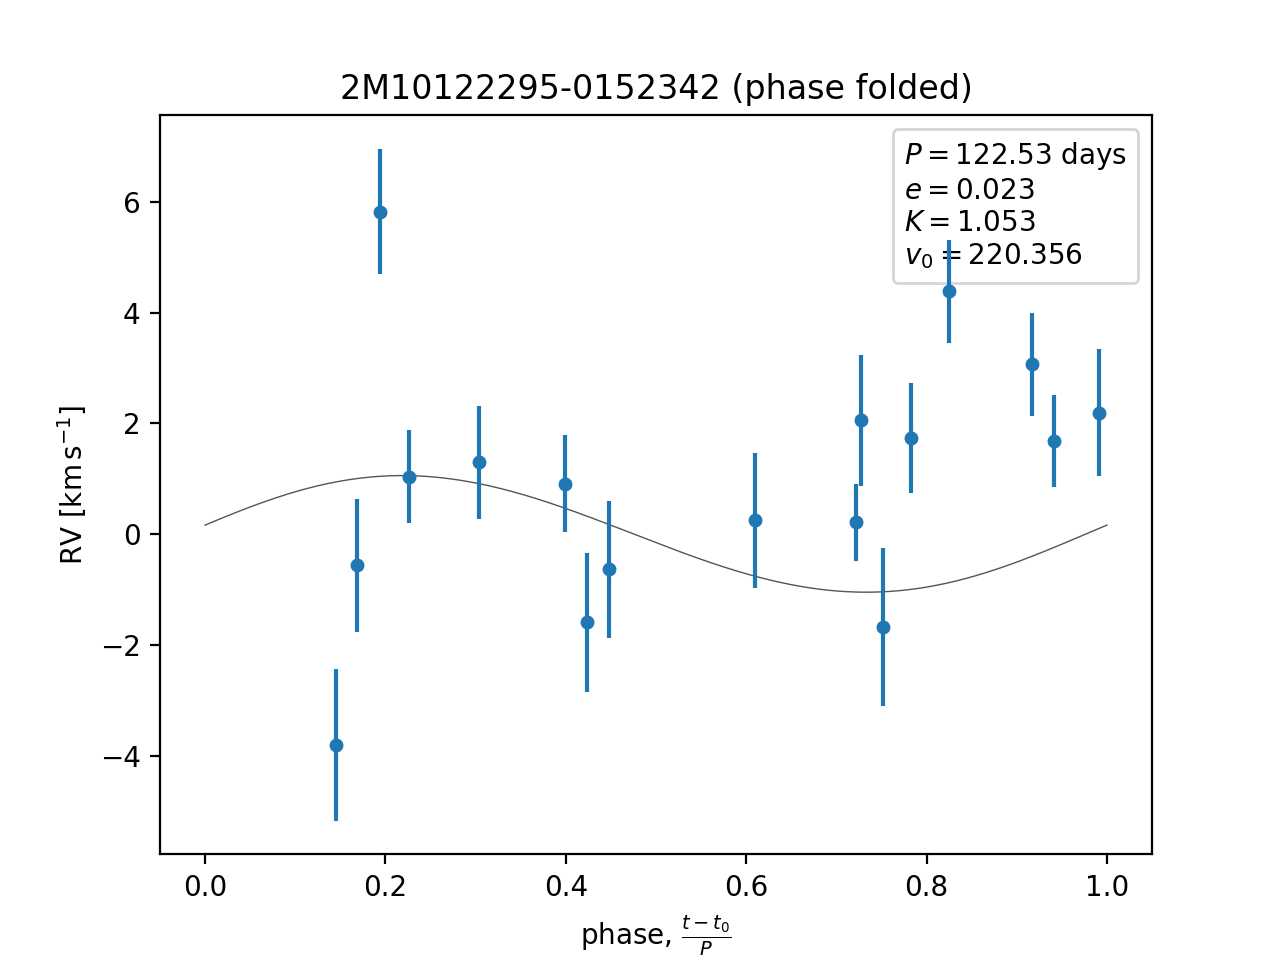 2M10122295-0152342 (phase folded)
P = 122.53 days
e = 0.023
K = 1.053
v₀ = 220.356
6
4
2
0
−2
−4
RV [km s⁻¹]
0.0 0.2 0.4 0.6 0.8 1.0
phase, (t − t₀)/P